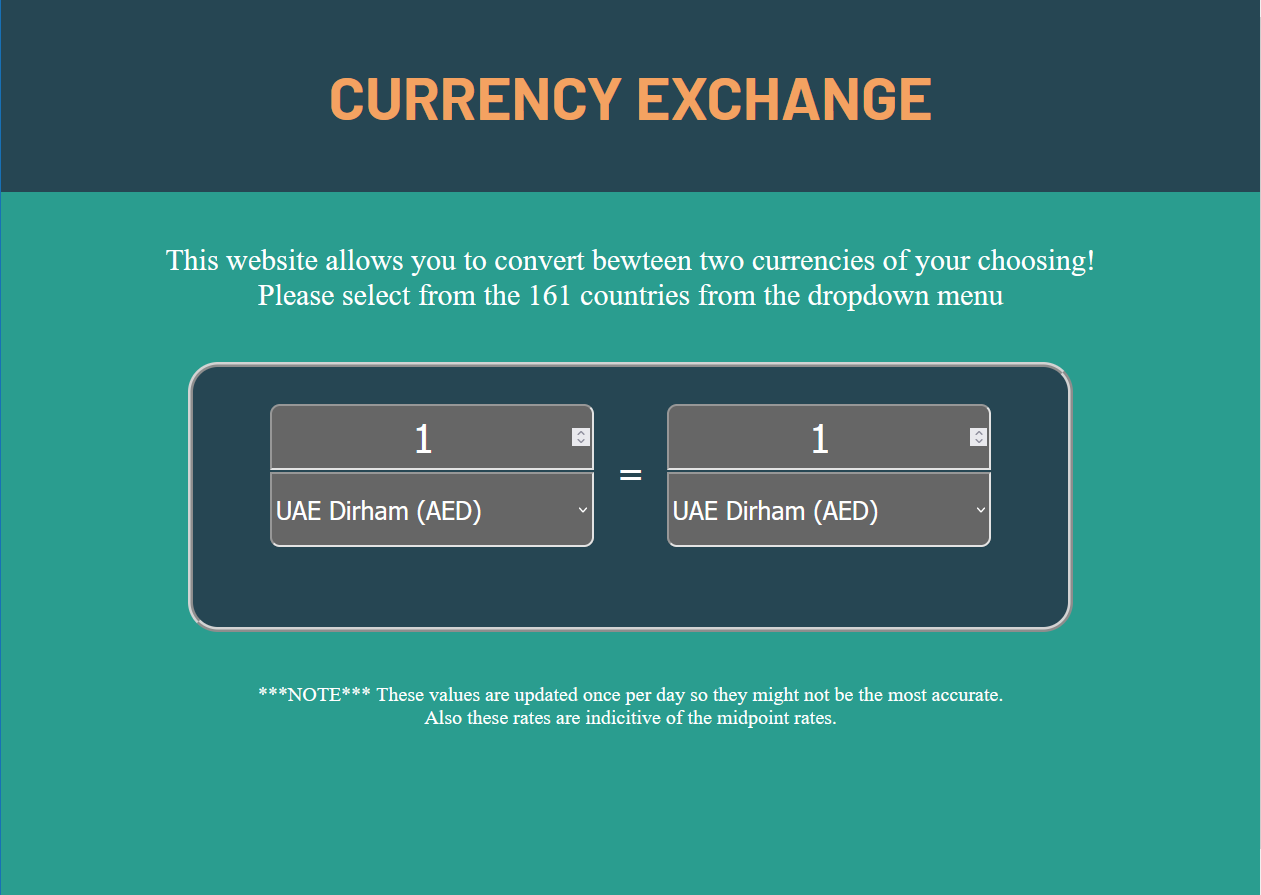 CURRENCY EXCHANGE
This website allows you to convert bewteen two currencies of your choosing!
Please select from the 161 countries from the dropdown menu
1
1
=
UAE Dirham (AED)
UAE Dirham (AED)
***NOTE*** These values are updated once per day so they might not be the most accurate.
Also these rates are indicitive of the midpoint rates.